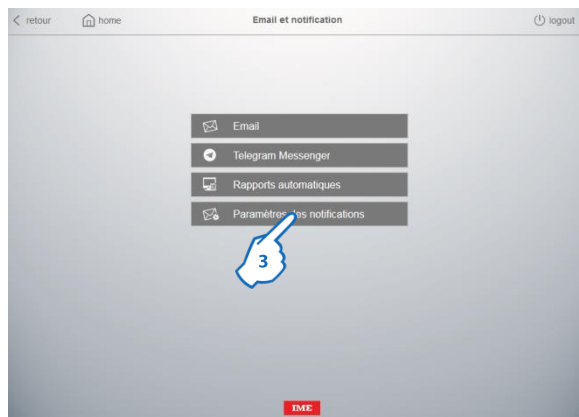 retour home Email et notification logout
Email
Telegram Messenger
Rapports automatiques
Paramètres des notifications
3
IME